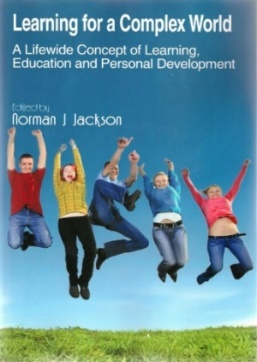 Learning for a Complex World
A Lifewide Concept of Learning,
Education and Personal Development
Edited by
Norman J Jackson